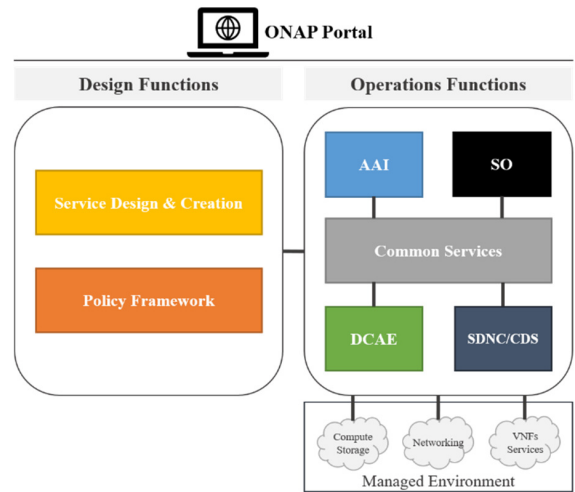 ONAP Portal
Design Functions
Operations Functions
Service Design & Creation
Policy Framework
AAI
SO
Common Services
DCAE
SDNC/CDS
Compute
Storage
Networking
VNFs
Services
Managed Environment